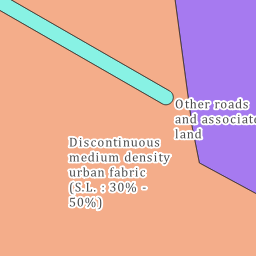 Other roads
and associate
land
Discontinuous
medium density
urban fabric
(S.L. : 30% -
50%)